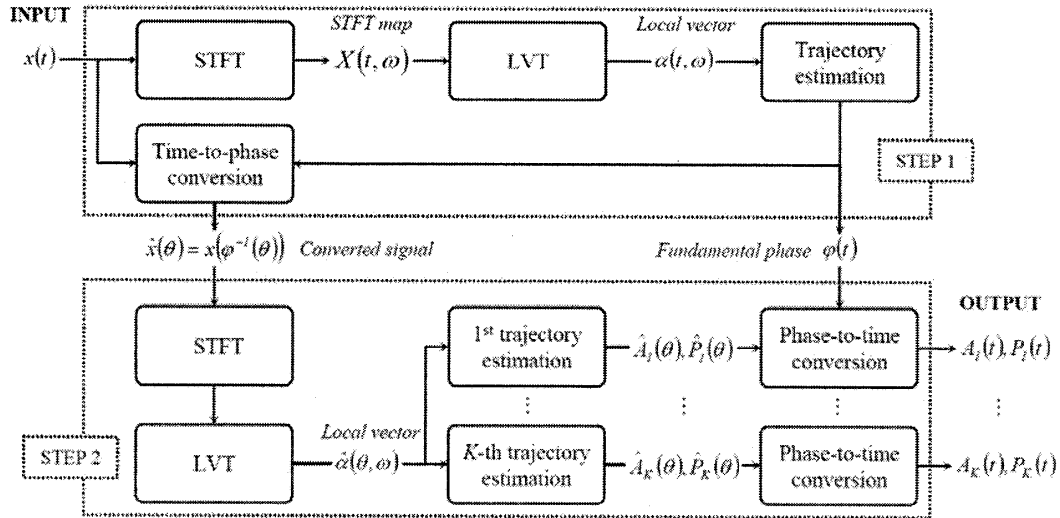 INPUT
x(t)
STFT
STFT map
X(t, ω)
LVT
Local vector
α(t, ω)
Trajectory
estimation
Time-to-phase
conversion
STEP 1
x̂(θ) = x(φ⁻¹(θ)) Converted signal
Fundamental phase φ(t)
OUTPUT
STFT
1st trajectory
estimation
Â₁(θ), P̂₁(θ)
Phase-to-time
conversion
A₁(t), P₁(t)
⋮ ⋮ ⋮ ⋮
STEP 2
LVT
Local vector
α̂(θ, ω)
K-th trajectory
estimation
Â_K(θ), P̂_K(θ)
Phase-to-time
conversion
A_K(t), P_K(t)